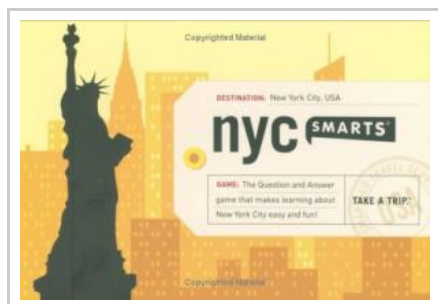 Copyrighted Material
DESTINATION: New York City, USA
nyc SMARTS
GAME: The Question and Answer
game that makes learning about
New York City easy and fun!
TAKE A TRIP.
USA
Copyrighted Material